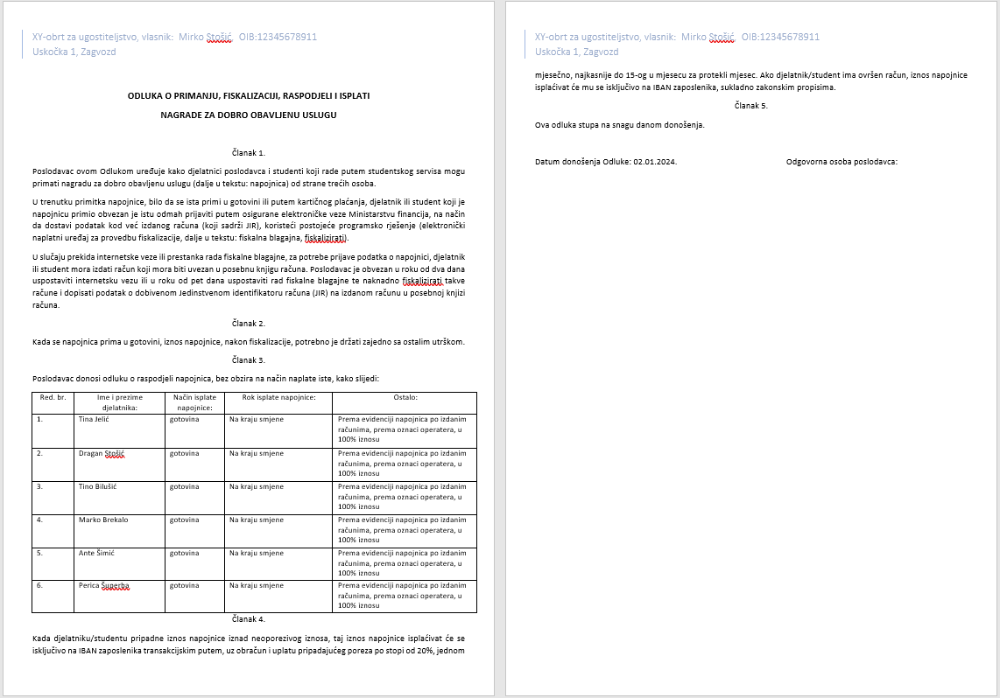 XY-obrt za ugostiteljstvo, vlasnik: Mirko Stošić, OIB:12345678911
Uskočka 1, Zagvozd
ODLUKA O PRIMANJU, FISKALIZACIJI, RASPODJELI I ISPLATI
NAGRADE ZA DOBRO OBAVLJENU USLUGU
Članak 1.
Poslodavac ovom Odlukom uređuje kako djelatnici poslodavca i studenti koji rade putem studentskog servisa mogu
primati nagradu za dobro obavljenu uslugu (dalje u tekstu: napojnica) od strane trećih osoba.
U trenutku primitka napojnice, bilo da se ista primi u gotovini ili putem kartičnog plaćanja, djelatnik ili student koji je
napojnicu primio obvezan je istu odmah prijaviti putem osigurane elektroničke veze Ministarstvu financija, na način
da dostavi podatak kod već izdanog računa (koji sadrži JIR), koristeći postojeće programsko rješenje (elektronički
naplatni uređaj za provedbu fiskalizacije, dalje u tekstu: fiskalna blagajna, fiskalizirati).
U slučaju prekida internetske veze ili prestanka rada fiskalne blagajne, za potrebe prijave podatka o napojnici, djelatnik
ili student mora izdati račun koji mora biti uvezan u posebnu knjigu računa. Poslodavac je obvezan u roku od dva dana
uspostaviti internetsku vezu ili u roku od pet dana uspostaviti rad fiskalne blagajne te naknadno fiskalizirati takve
račune i dopisati podatak o dobivenom Jedinstvenom identifikatoru računa (JIR) na izdanom računu u posebnoj knjizi
računa.
Članak 2.
Kada se napojnica prima u gotovini, iznos napojnice, nakon fiskalizacije, potrebno je držati zajedno sa ostalim utrškom.
Članak 3.
Poslodavac donosi odluku o raspodjeli napojnica, bez obzira na način naplate iste, kako slijedi:
Red. br. Ime i prezime djelatnika: Način isplate napojnice: Rok isplate napojnice: Ostalo:
1. Tina Jelić gotovina Na kraju smjene Prema evidenciji napojnica po izdanim
računima, prema oznaci operatera, u
100% iznosu
2. Dragan Stošić gotovina Na kraju smjene Prema evidenciji napojnica po izdanim
računima, prema oznaci operatera, u
100% iznosu
3. Tino Bilušić gotovina Na kraju smjene Prema evidenciji napojnica po izdanim
računima, prema oznaci operatera, u
100% iznosu
4. Marko Brekalo gotovina Na kraju smjene Prema evidenciji napojnica po izdanim
računima, prema oznaci operatera, u
100% iznosu
5. Ante Šimić gotovina Na kraju smjene Prema evidenciji napojnica po izdanim
računima, prema oznaci operatera, u
100% iznosu
6. Perica Šuperba gotovina Na kraju smjene Prema evidenciji napojnica po izdanim
računima, prema oznaci operatera, u
100% iznosu
Članak 4.
Kada djelatniku/studentu pripadne iznos napojnice iznad neoporezivog iznosa, taj iznos napojnice isplaćivat će se
isključivo na IBAN zaposlenika transakcijskim putem, uz obračun i uplatu pripadajućeg poreza po stopi od 20%, jednom
XY-obrt za ugostiteljstvo, vlasnik: Mirko Stošić, OIB:12345678911
Uskočka 1, Zagvozd
mjesečno, najkasnije do 15-og u mjesecu za protekli mjesec. Ako djelatnik/student ima ovršen račun, iznos napojnice
isplaćivat će mu se isključivo na IBAN zaposlenika, sukladno zakonskim propisima.
Članak 5.
Ova odluka stupa na snagu danom donošenja.
Datum donošenja Odluke: 02.01.2024. Odgovorna osoba poslodavca: